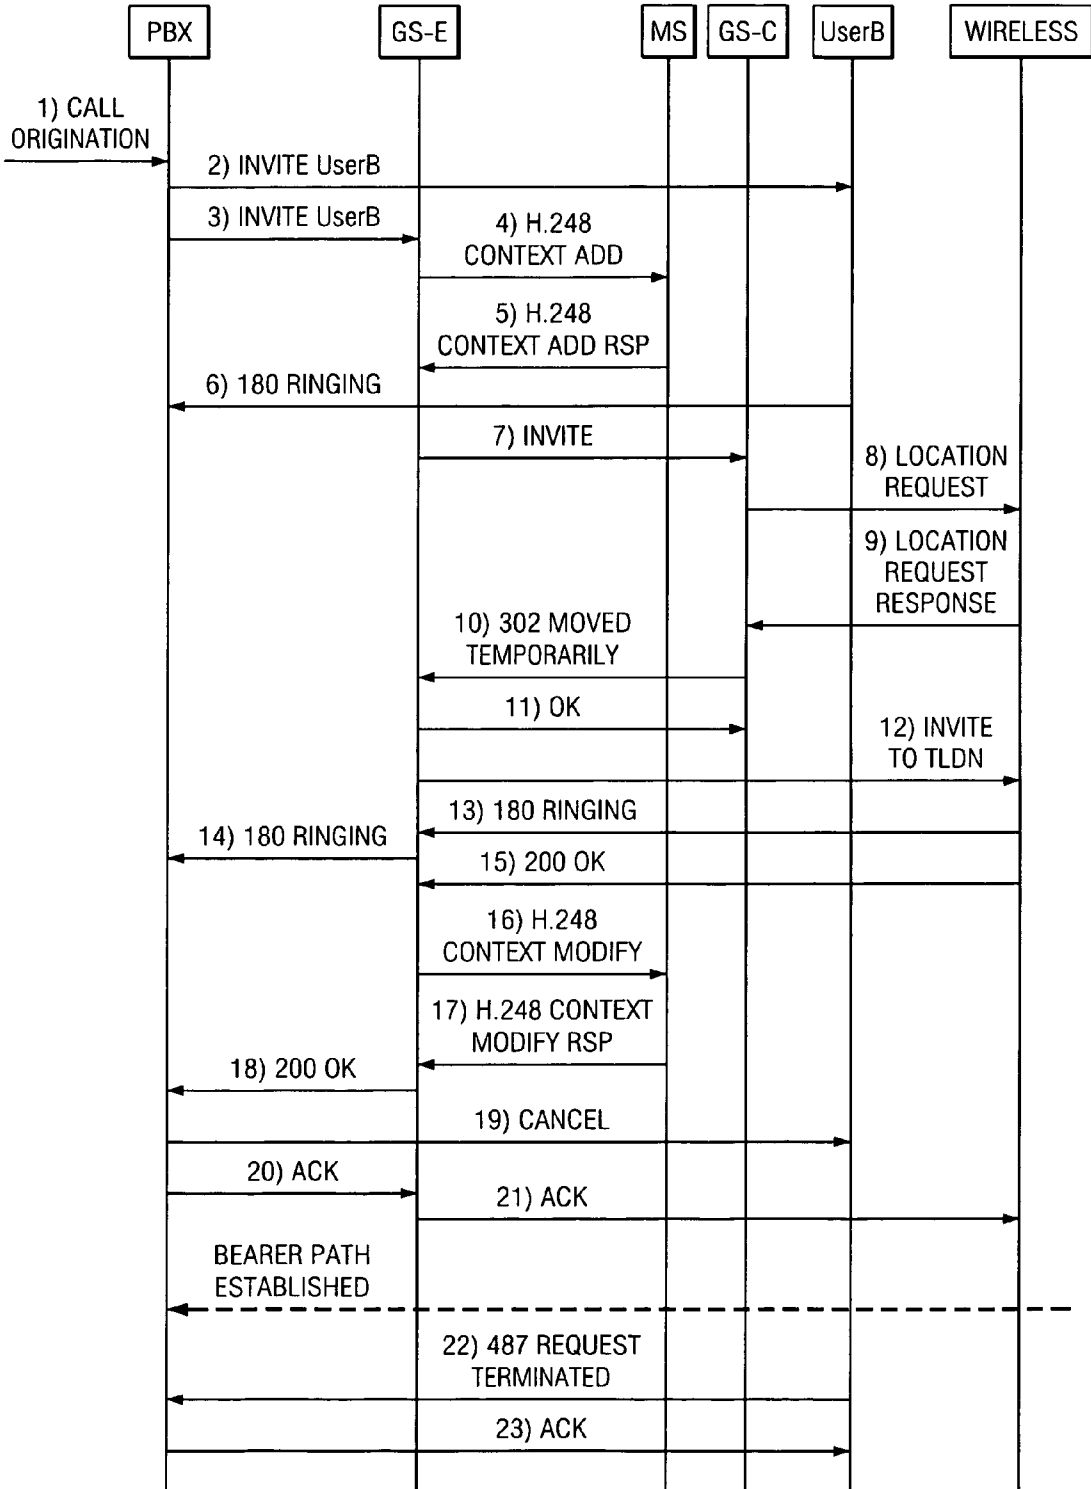 PBX
GS-E
MS
GS-C
UserB
WIRELESS
1) CALL
ORIGINATION
2) INVITE UserB
3) INVITE UserB
4) H.248
CONTEXT ADD
5) H.248
CONTEXT ADD RSP
6) 180 RINGING
7) INVITE
8) LOCATION
REQUEST
9) LOCATION
REQUEST
RESPONSE
10) 302 MOVED
TEMPORARILY
11) OK
12) INVITE
TO TLDN
13) 180 RINGING
14) 180 RINGING
15) 200 OK
16) H.248
CONTEXT MODIFY
17) H.248 CONTEXT
MODIFY RSP
18) 200 OK
19) CANCEL
20) ACK
21) ACK
BEARER PATH
ESTABLISHED
22) 487 REQUEST
TERMINATED
23) ACK